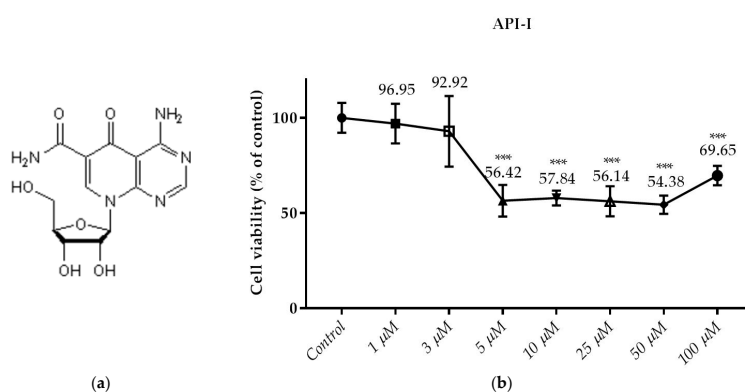 API-I
O
O
NH₂
H₂N
N
N
N
HO
O
OH
OH
(a)
Cell viability (% of control)
100
50
0
96.95
92.92
***
56.42
***
57.84
***
56.14
***
54.38
***
69.65
Control
1 µM
3 µM
5 µM
10 µM
25 µM
50 µM
100 µM
(b)